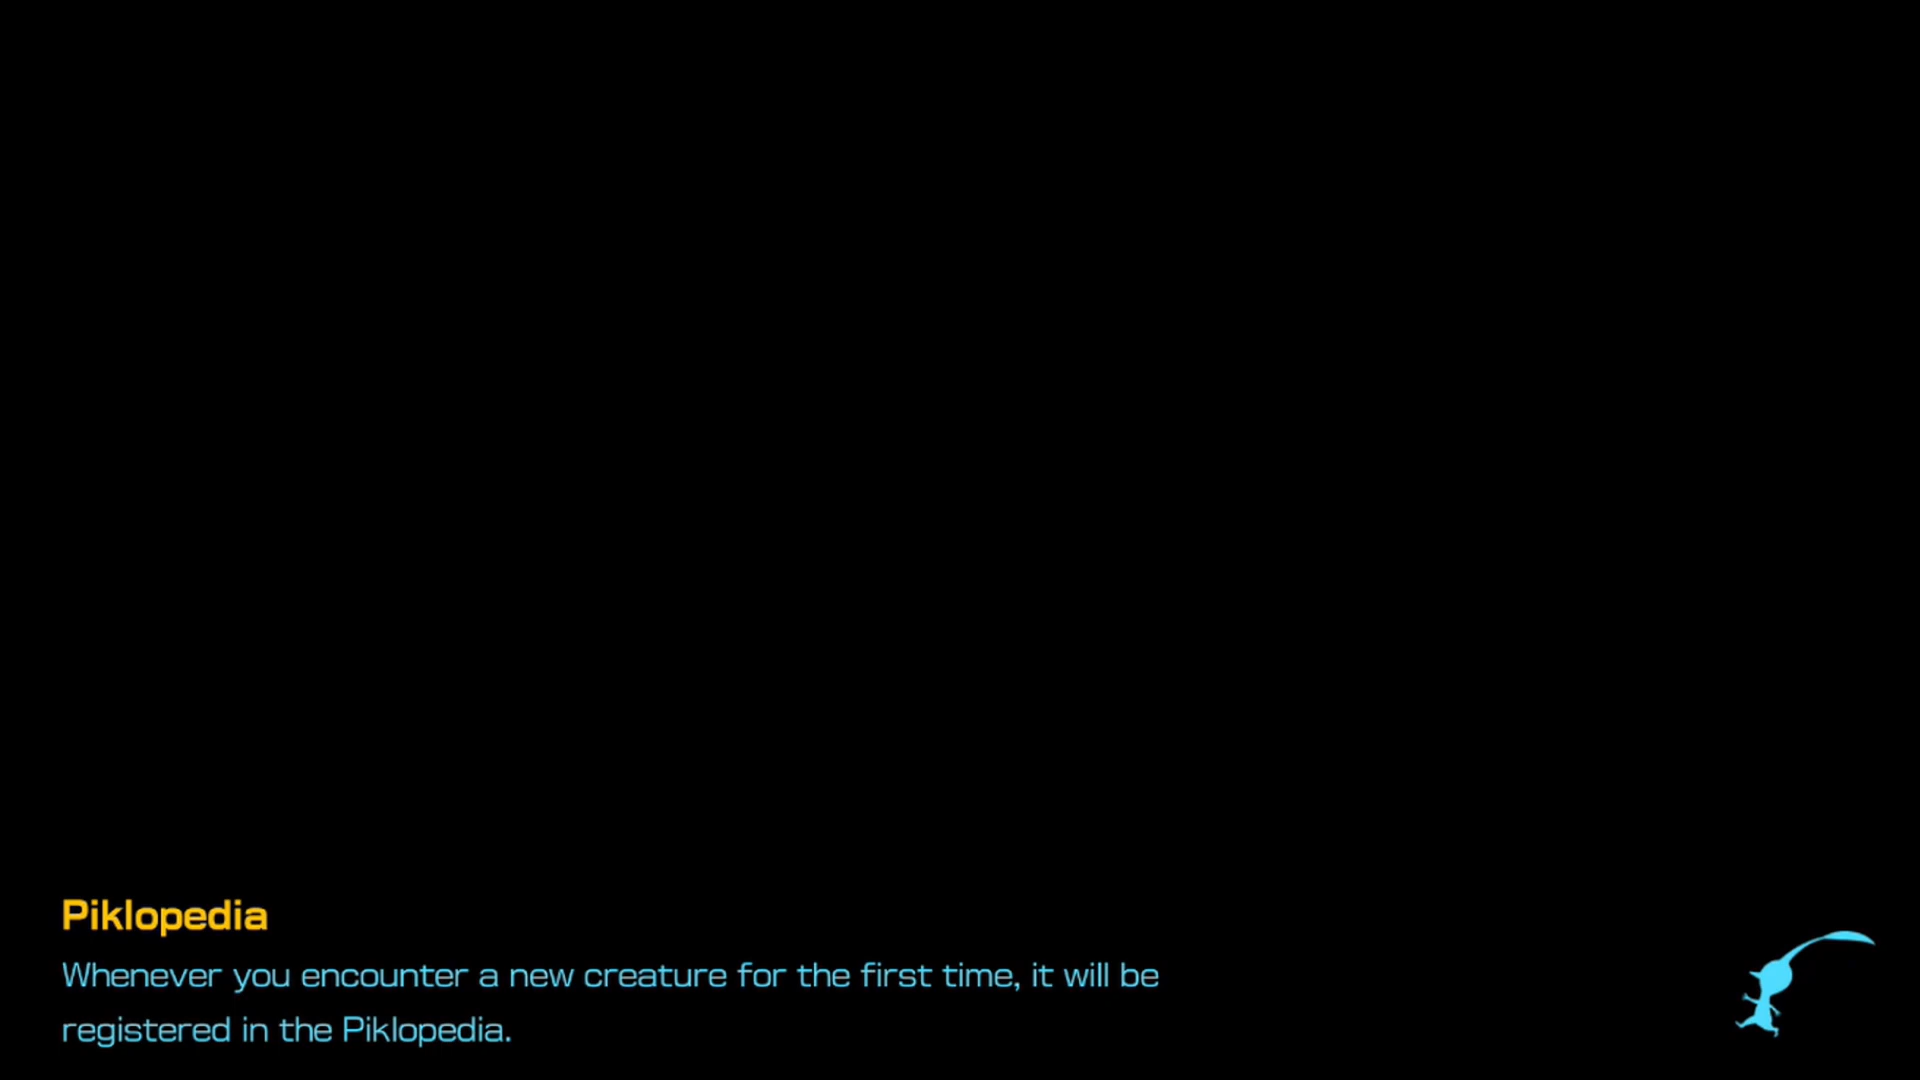 Piklopedia
Whenever you encounter a new creature for the first time, it will be
registered in the Piklopedia.